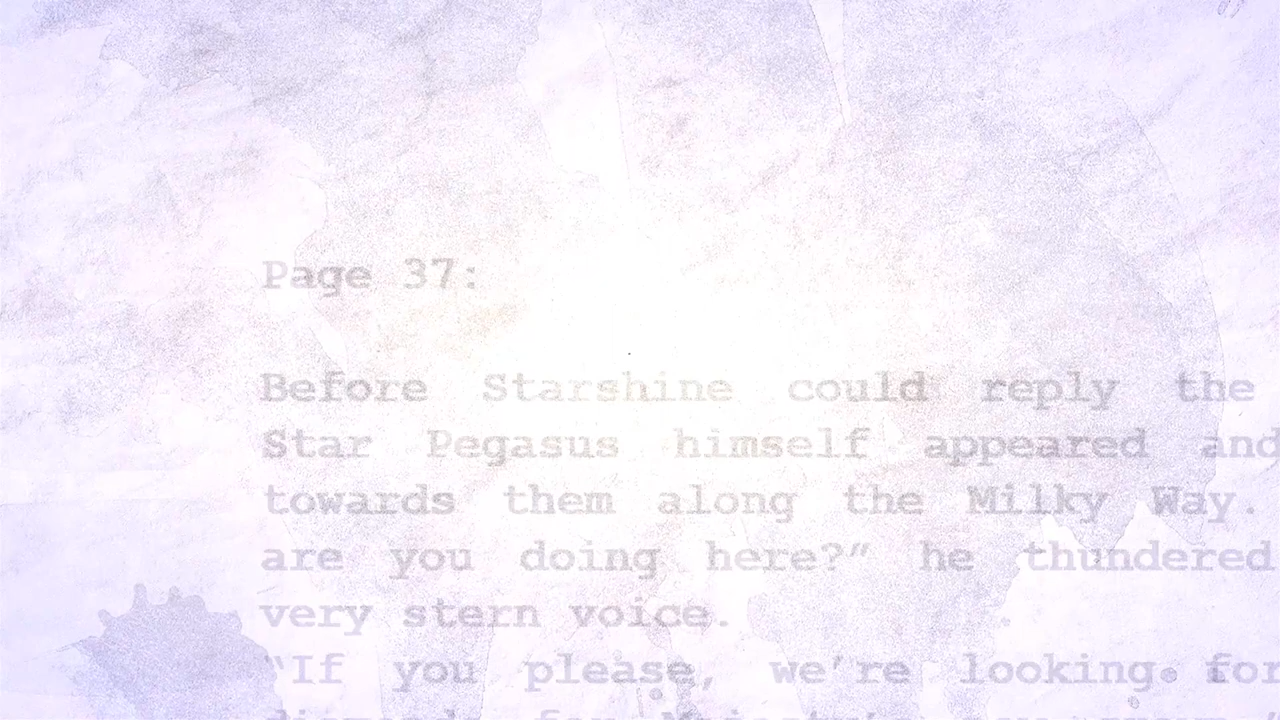 Page 37:
Before Starshine could reply the
Star Pegasus himself appeared and
towards them along the Milky Way.
are you doing here?” he thundered
very stern voice.
“If you please, we’re looking for